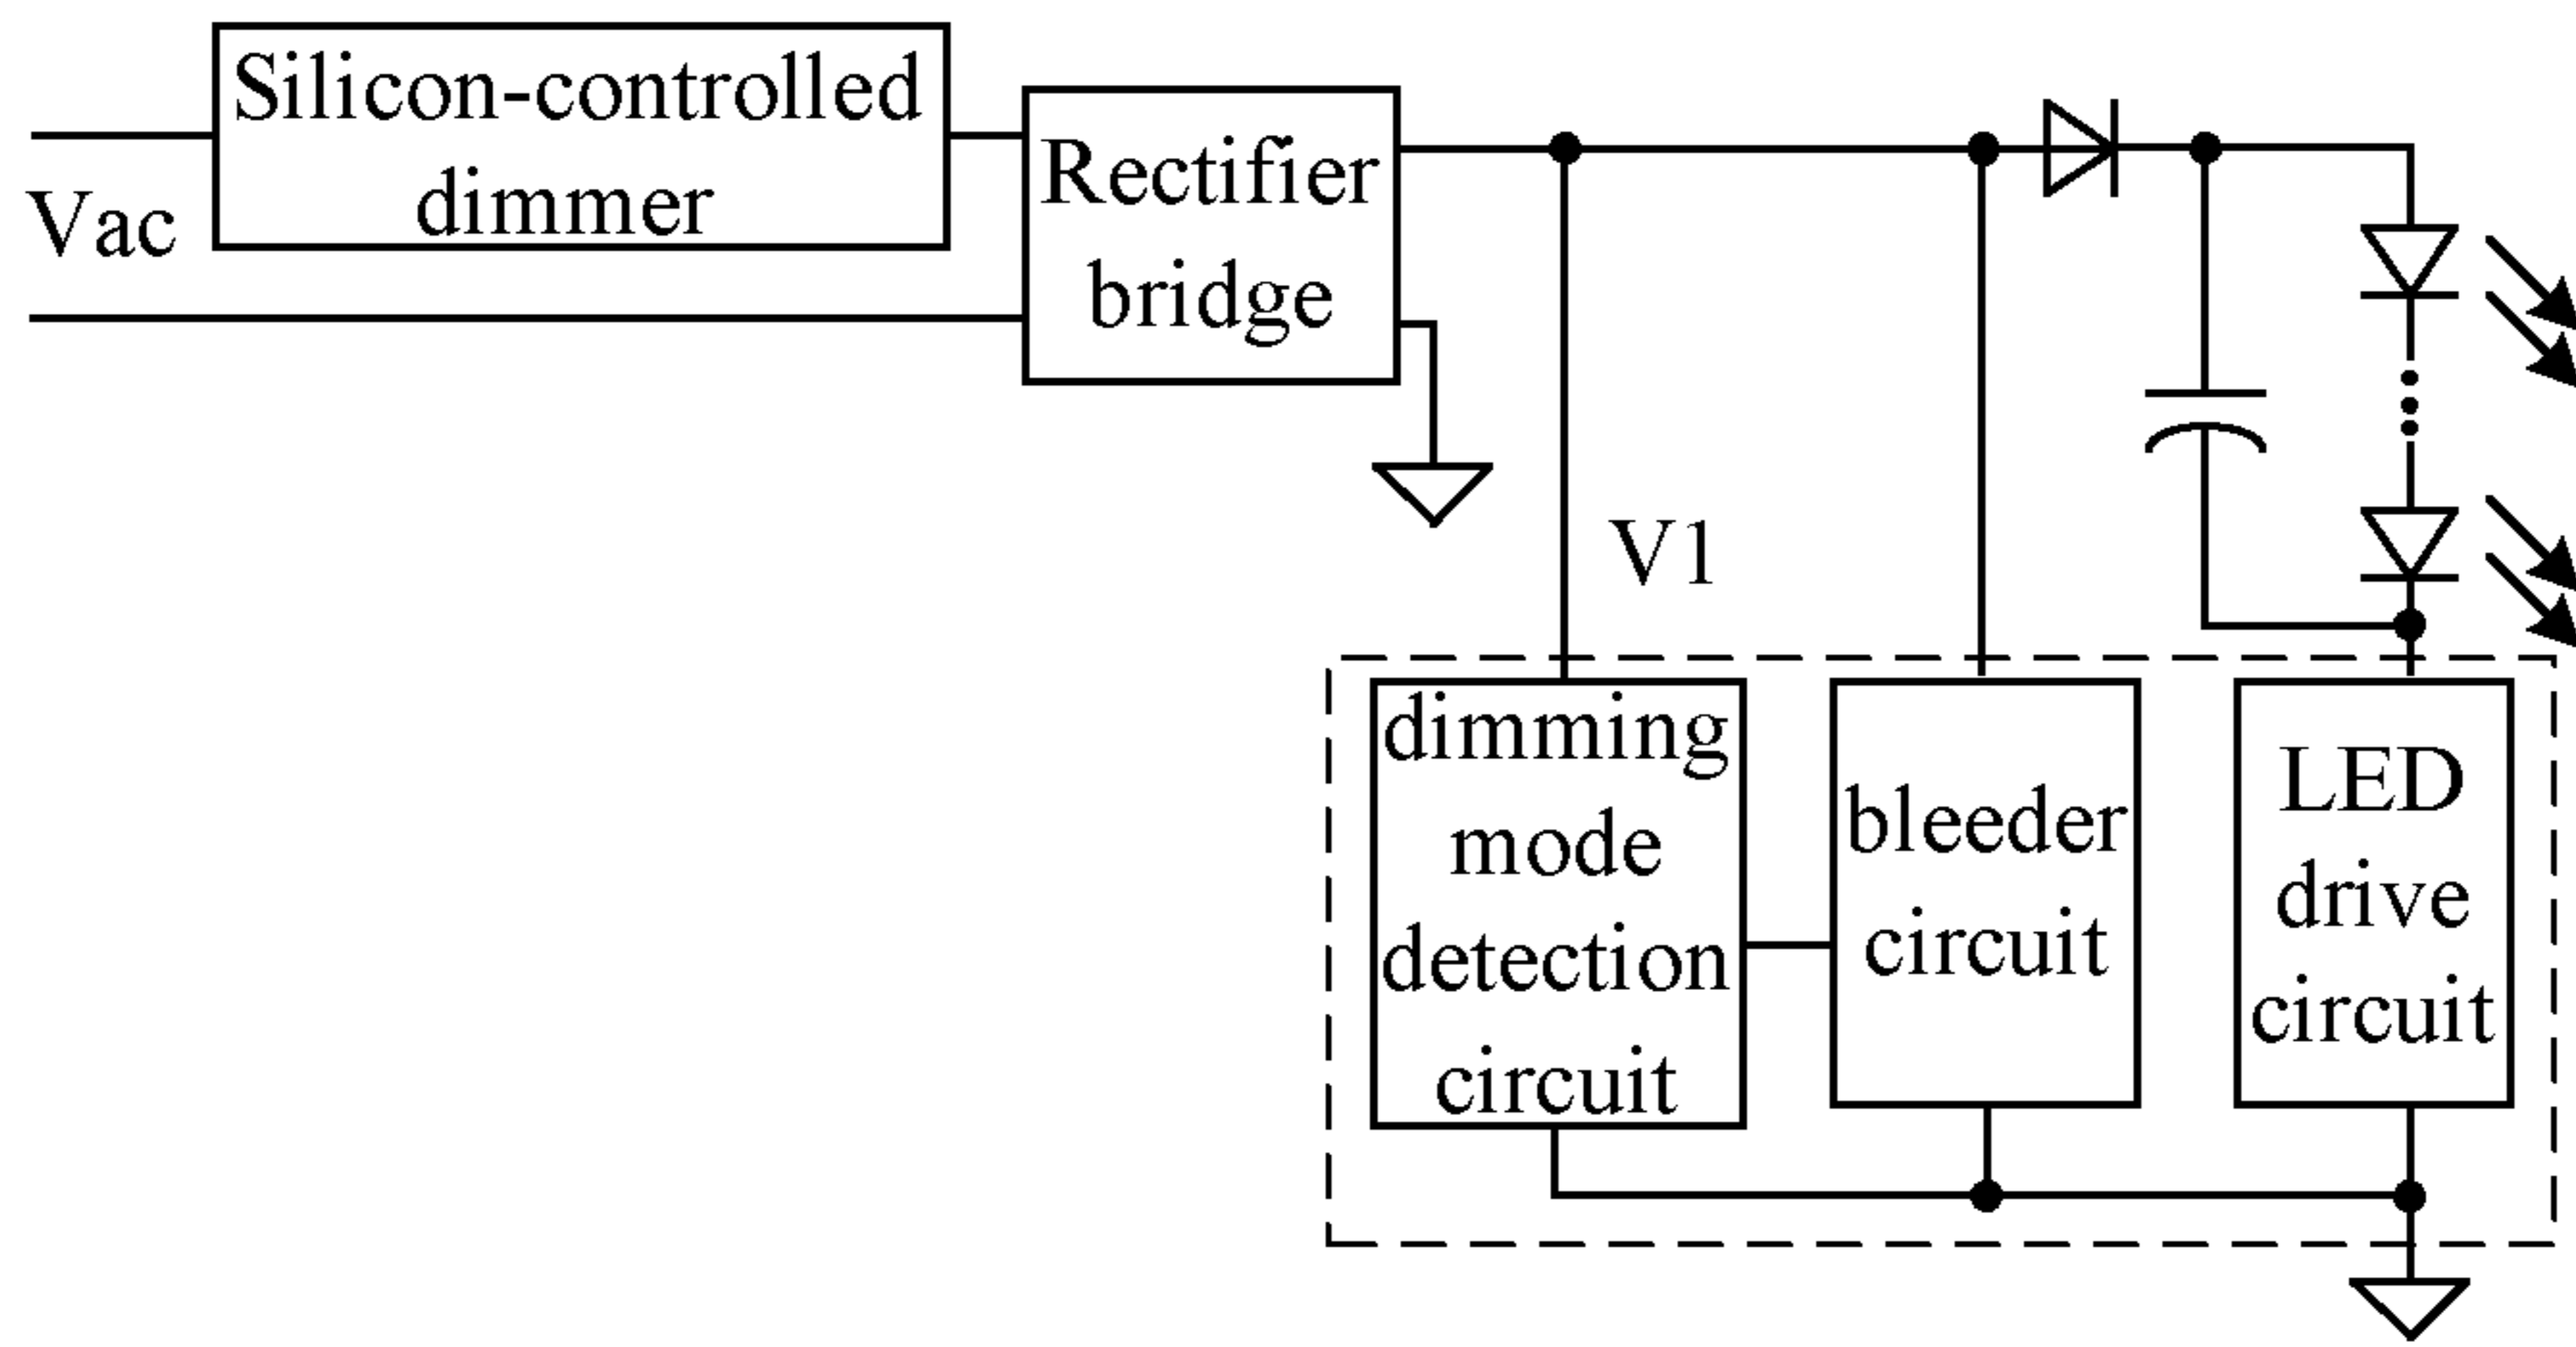 Silicon-controlled
dimmer
Vac
Rectifier
bridge
V1
dimming
mode
detection
circuit
bleeder
circuit
LED
drive
circuit